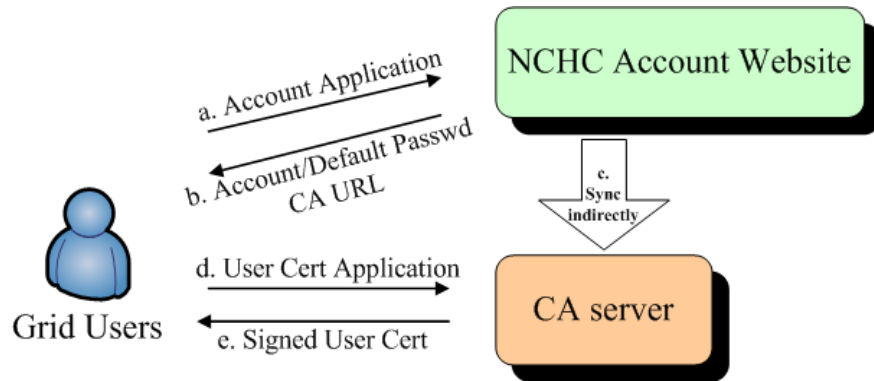 NCHC Account Website
a. Account Application
b. Account/Default Passwd
CA URL
c.
Sync
indirectly
Grid Users
d. User Cert Application
CA server
e. Signed User Cert